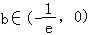 b∈(-1/e, 0)